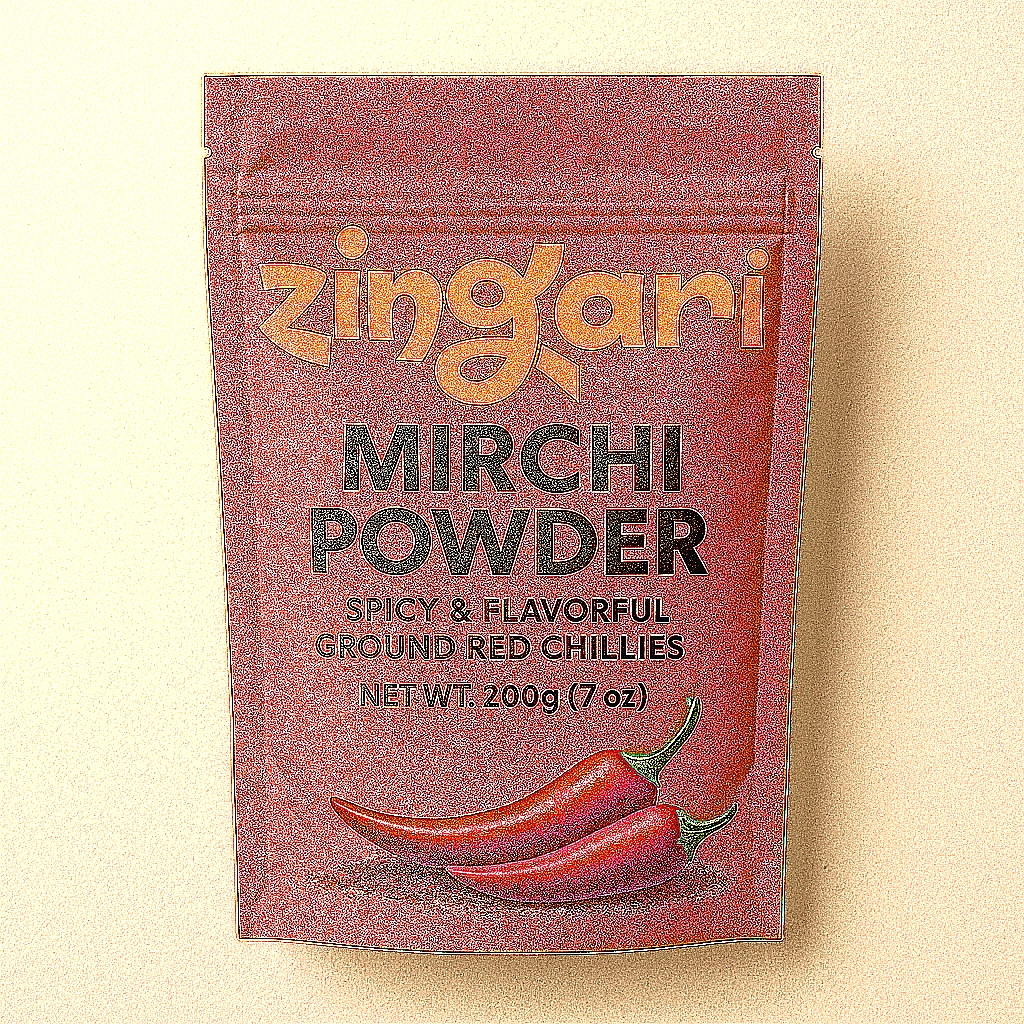 zingari
MIRCHI
POWDER
SPICY & FLAVORFUL
GROUND RED CHILLIES
NET WT. 200g (7 oz)